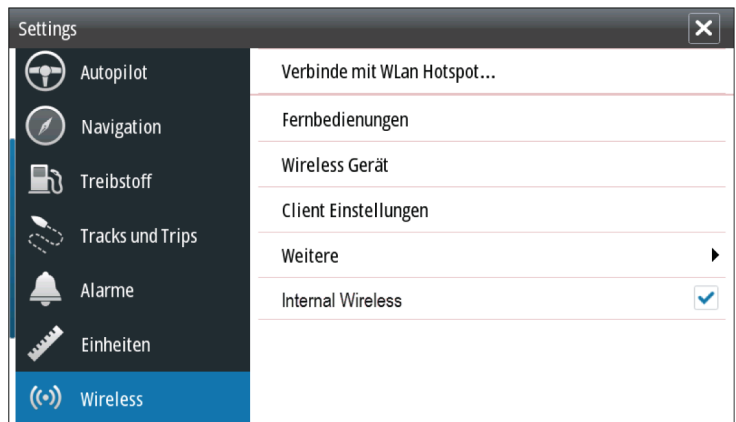 Settings
Autopilot
Navigation
Treibstoff
Tracks und Trips
Alarme
Einheiten
Wireless
Verbinde mit WLan Hotspot...
Fernbedienungen
Wireless Gerät
Client Einstellungen
Weitere
Internal Wireless